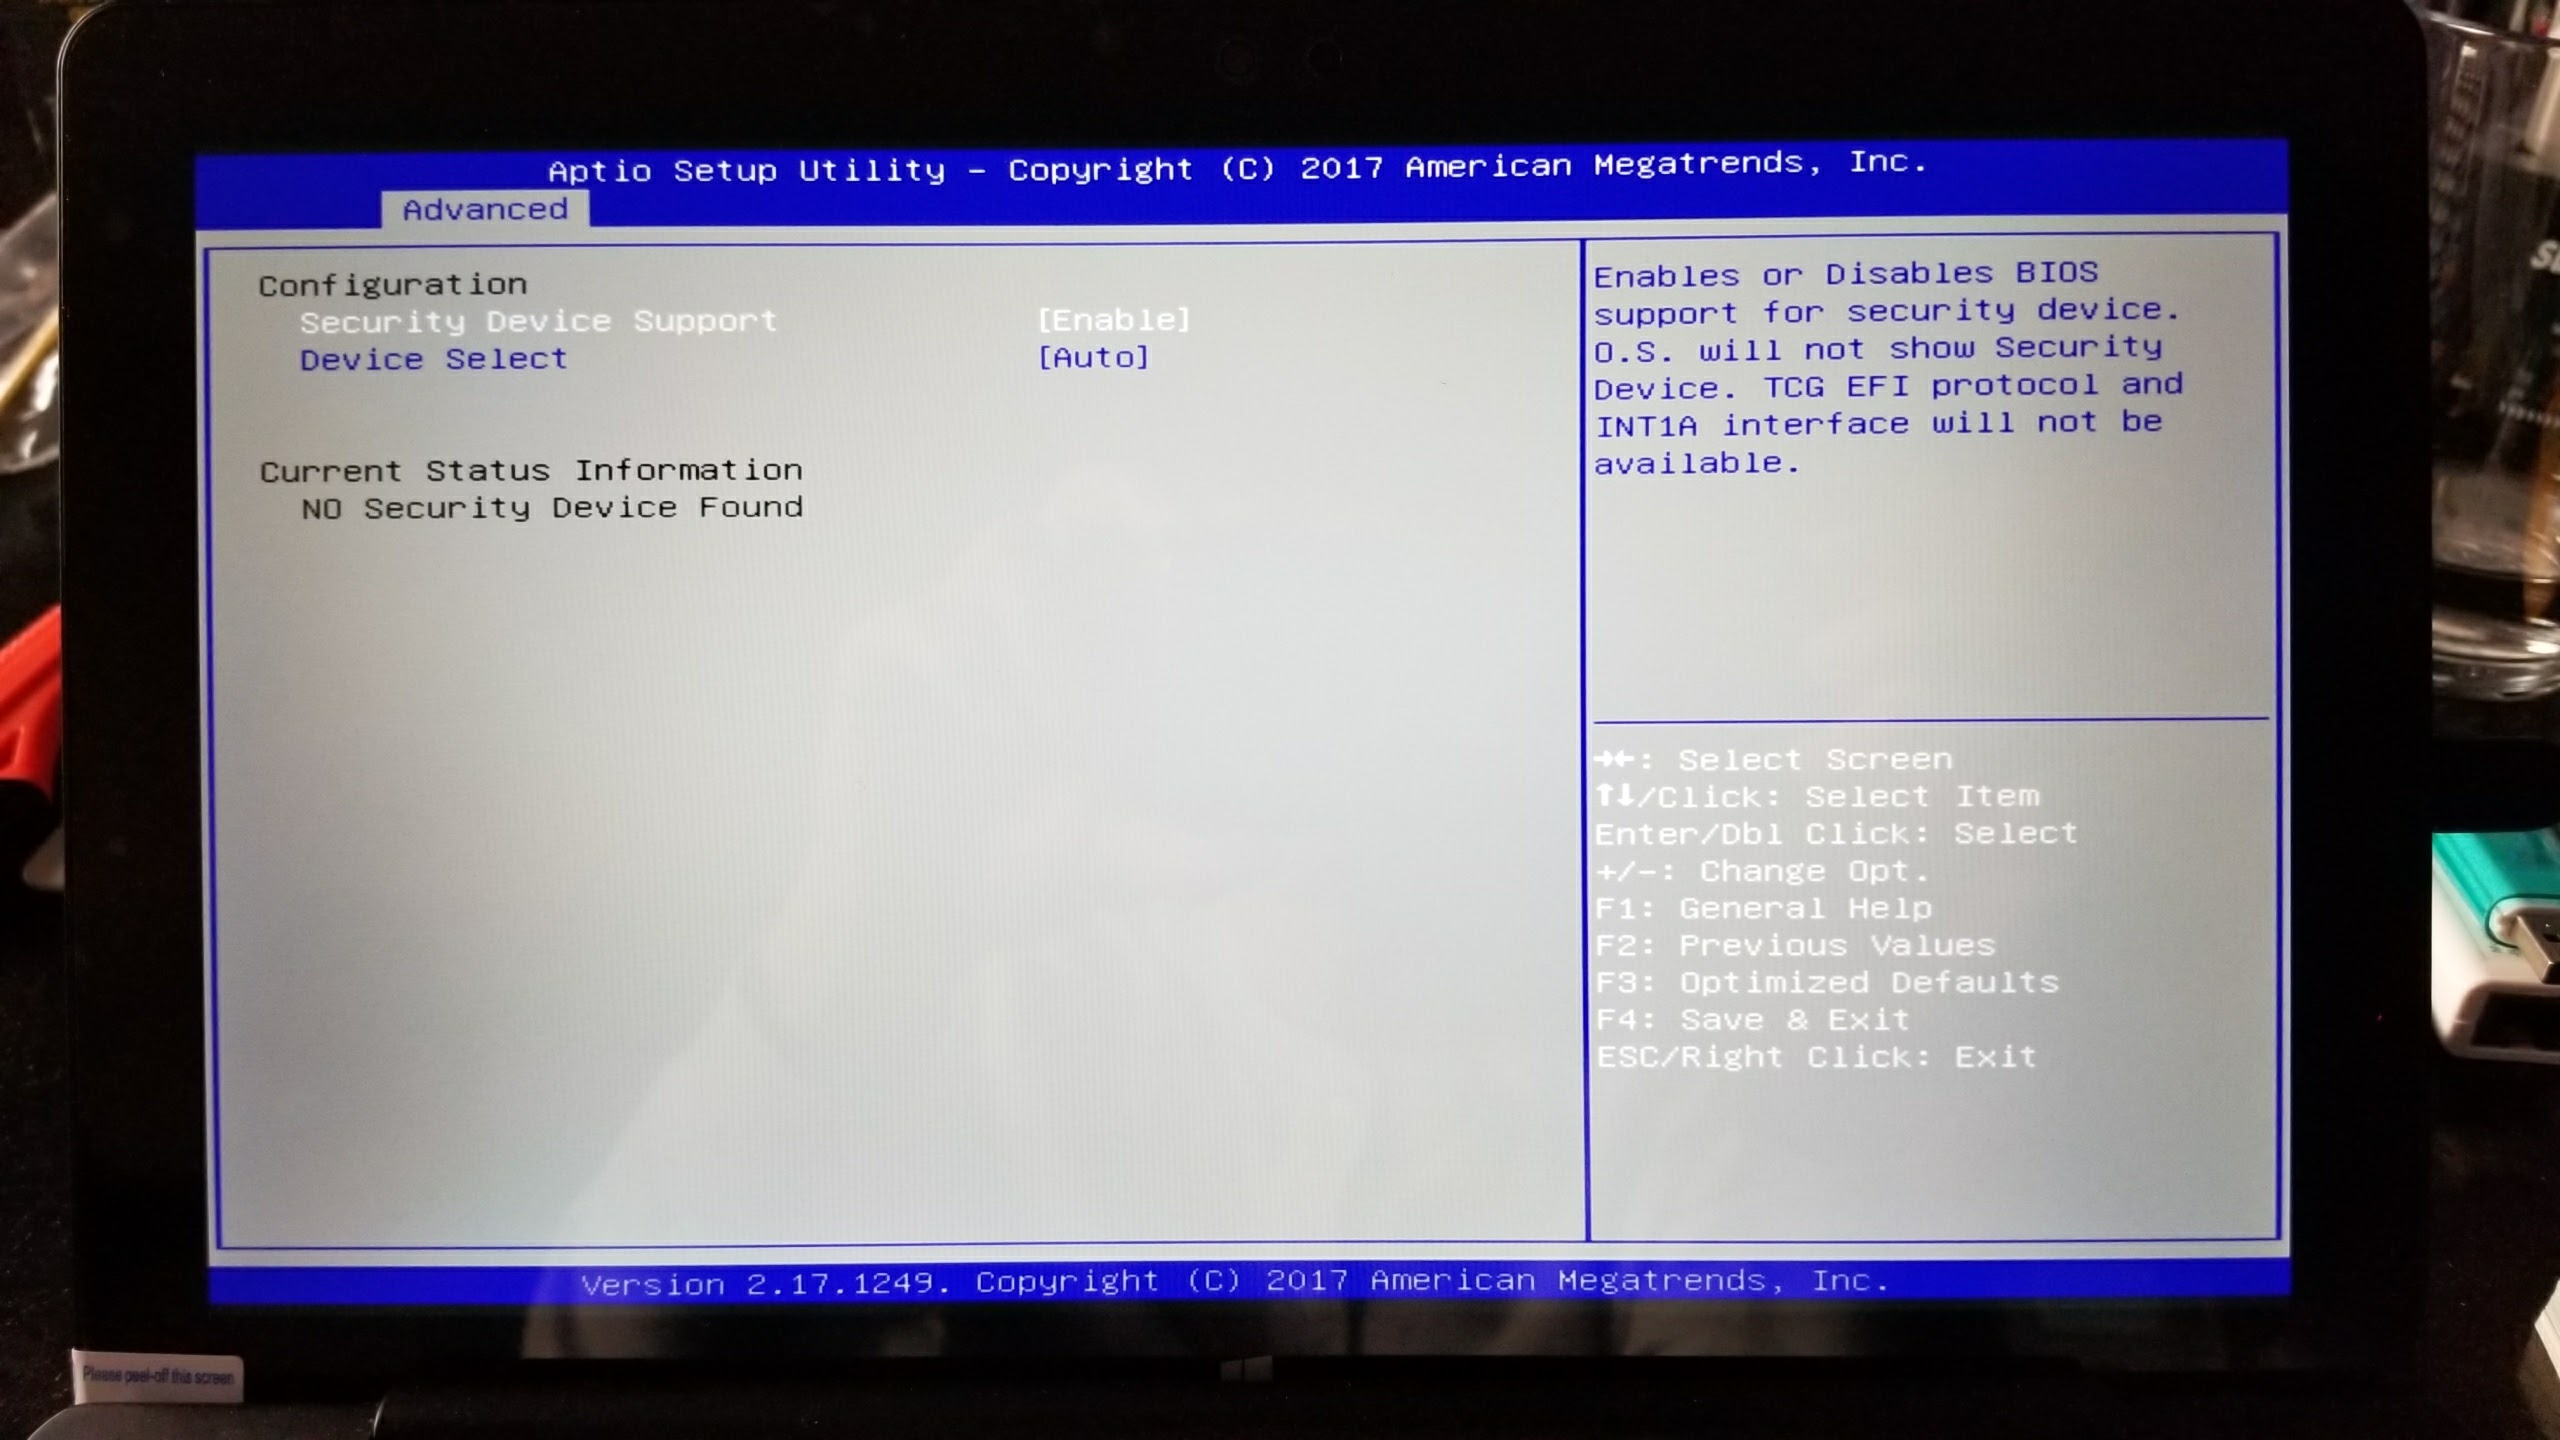 Aptio Setup Utility - Copyright (C) 2017 American Megatrends, Inc.
Advanced
Configuration
Security Device Support [Enable]
Device Select [Auto]
Current Status Information
NO Security Device Found
Enables or Disables BIOS
support for security device.
O.S. will not show Security
Device. TCG EFI protocol and
INT1A interface will not be
available.
→←: Select Screen
↑↓/Click: Select Item
Enter/Dbl Click: Select
+/-: Change Opt.
F1: General Help
F2: Previous Values
F3: Optimized Defaults
F4: Save & Exit
ESC/Right Click: Exit
Version 2.17.1249. Copyright (C) 2017 American Megatrends, Inc.
Please peel-off this screen